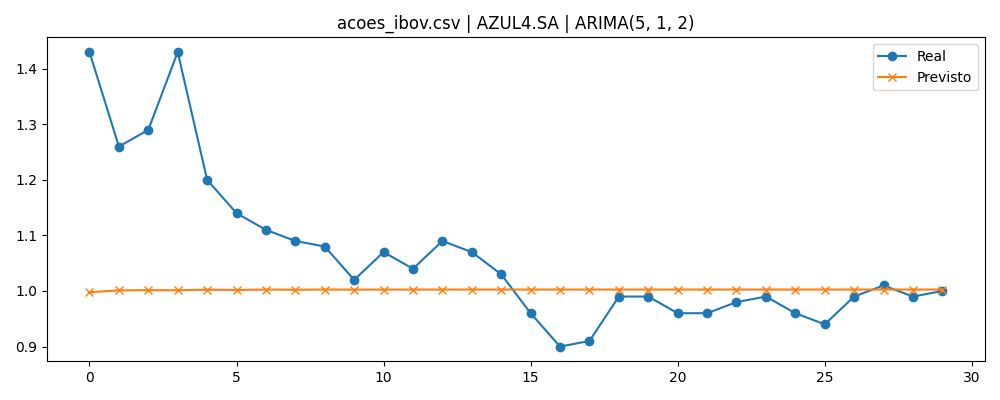 acoes_ibov.csv | AZUL4.SA | ARIMA(5, 1, 2)
Real
Previsto
1.4
1.3
1.2
1.1
1.0
0.9
0 5 10 15 20 25 30